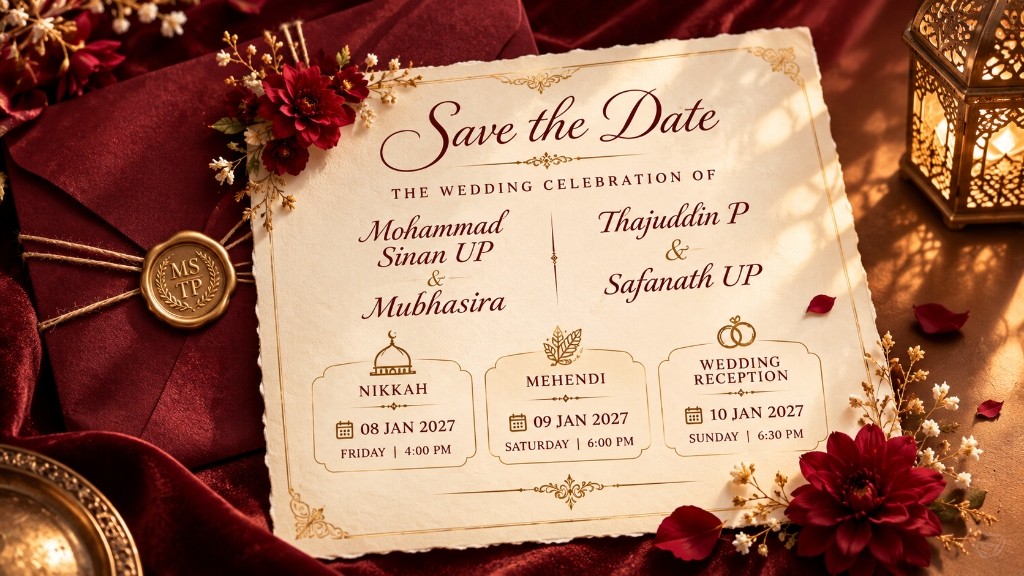 Save the Date
THE WEDDING CELEBRATION OF
Mohammad
Sinan UP
&
Mubhasira
Thajuddin P
&
Safanath UP
NIKKAH
08 JAN 2027
FRIDAY | 4:00 PM
MEHENDI
09 JAN 2027
SATURDAY | 6:00 PM
WEDDING
RECEPTION
10 JAN 2027
SUNDAY | 6:30 PM
MS
TP